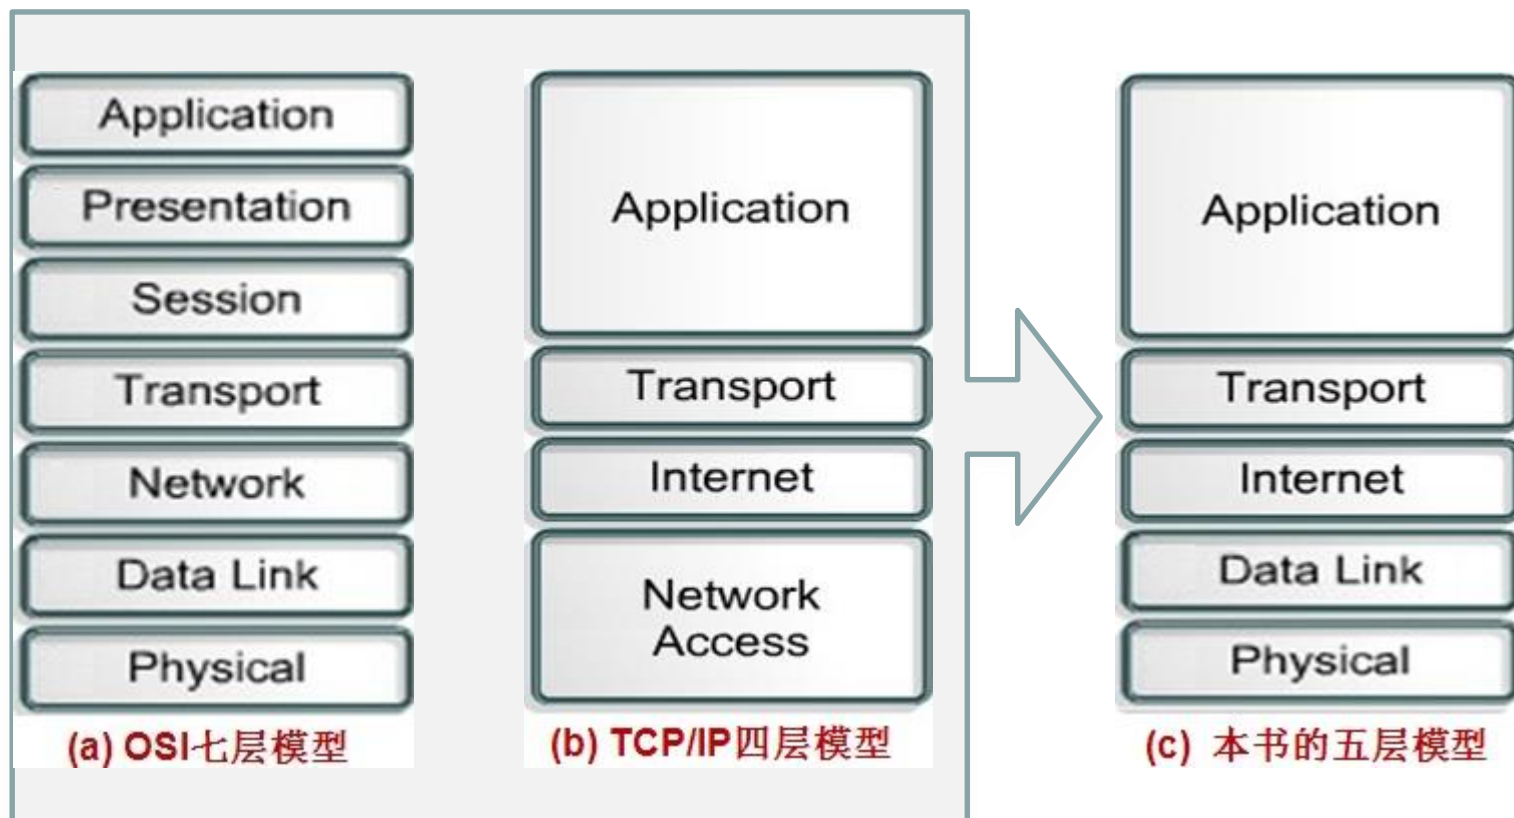 Application
Presentation
Session
Transport
Network
Data Link
Physical
(a) OSI七层模型
Application
Transport
Internet
Network
Access
(b) TCP/IP四层模型
Application
Transport
Internet
Data Link
Physical
(c) 本书的五层模型